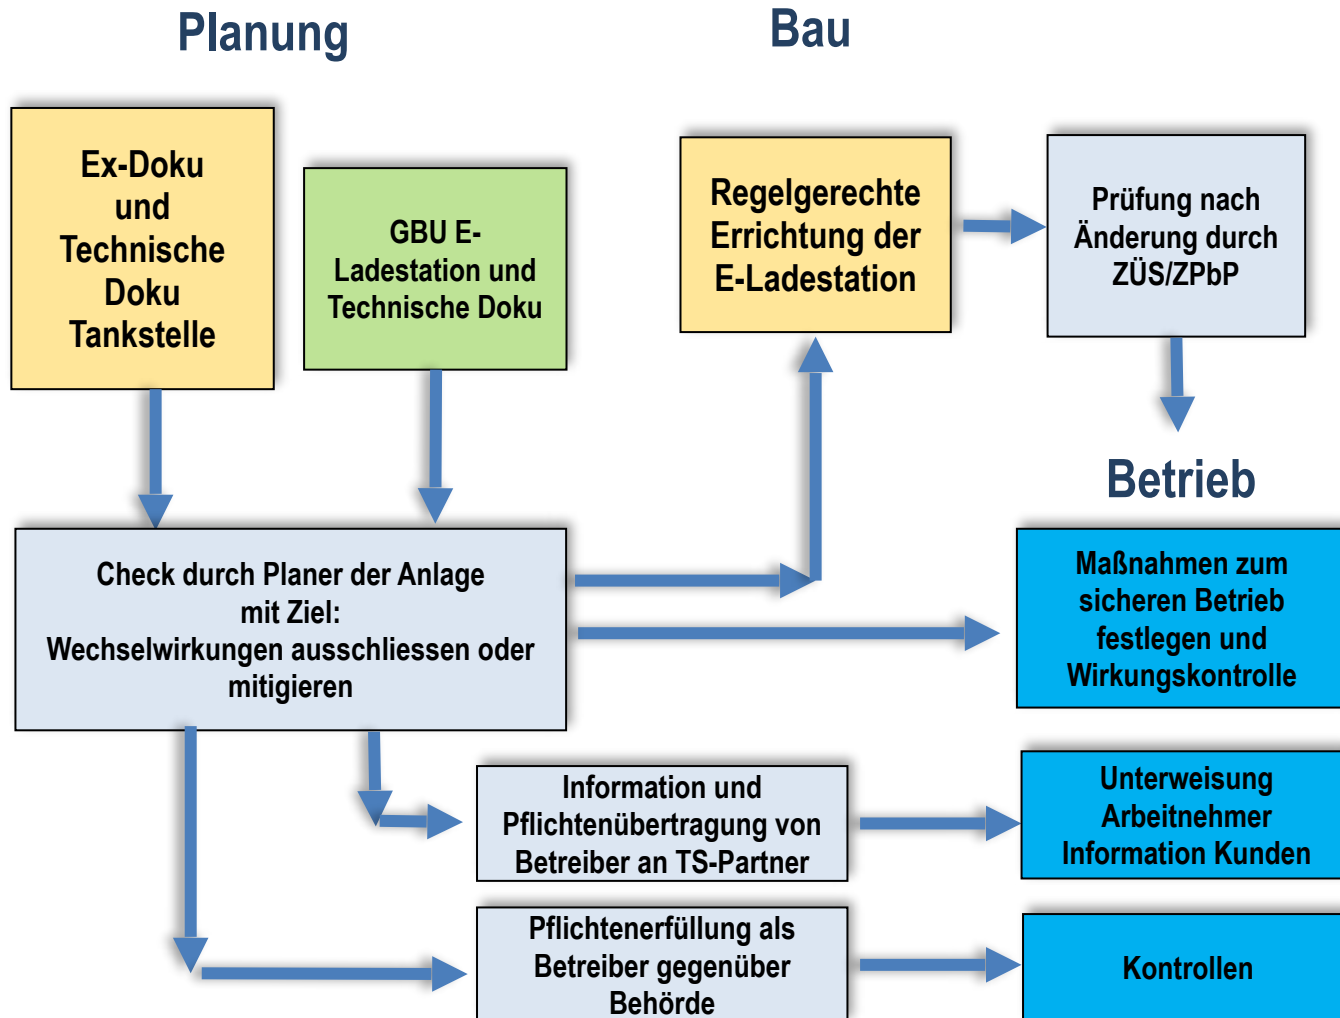 Planung
Bau
Ex-Doku
und
Technische
Doku
Tankstelle
GBU E-
Ladestation und
Technische Doku
Regelgerechte
Errichtung der
E-Ladestation
Prüfung nach
Änderung durch
ZÜS/ZPbP
Betrieb
Check durch Planer der Anlage
mit Ziel:
Wechselwirkungen ausschliessen oder
mitigieren
Maßnahmen zum
sicheren Betrieb
festlegen und
Wirkungskontrolle
Information und
Pflichtenübertragung von
Betreiber an TS-Partner
Unterweisung
Arbeitnehmer
Information Kunden
Pflichtenerfüllung als
Betreiber gegenüber
Behörde
Kontrollen